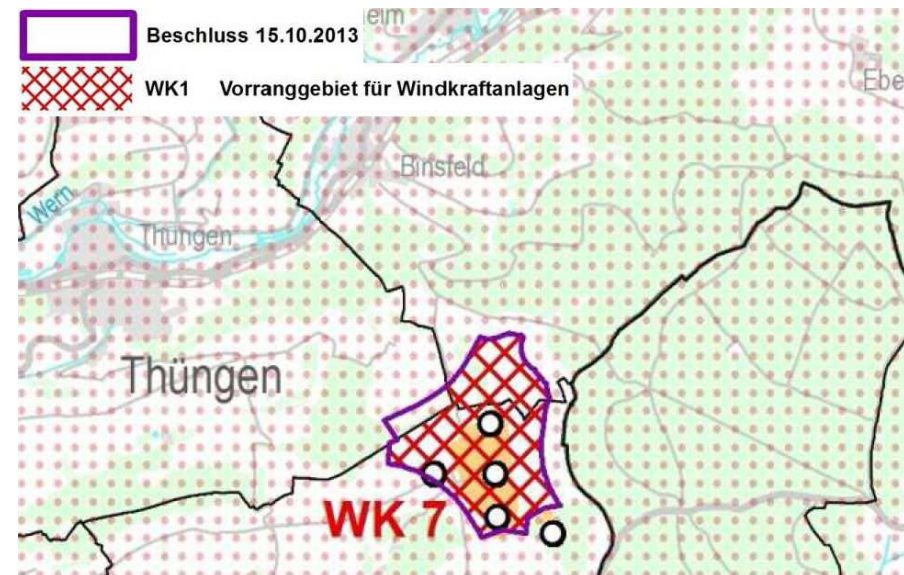 Beschluss 15.10.2013
WK1 Vorranggebiet für Windkraftanlagen
Binsfeld
Wern
Thüngen
Thüngen
WK 7